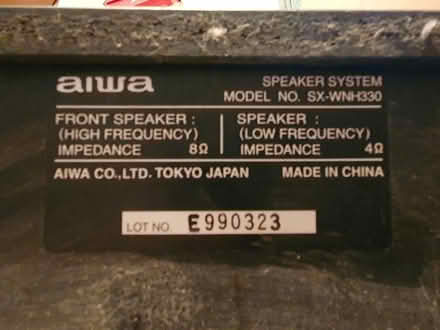 aiwa
SPEAKER SYSTEM
MODEL NO. SX-WNH330
FRONT SPEAKER :
(HIGH FREQUENCY)
IMPEDANCE 8Ω
SPEAKER :
(LOW FREQUENCY)
IMPEDANCE 4Ω
AIWA CO.,LTD. TOKYO JAPAN MADE IN CHINA
LOT NO. E990323